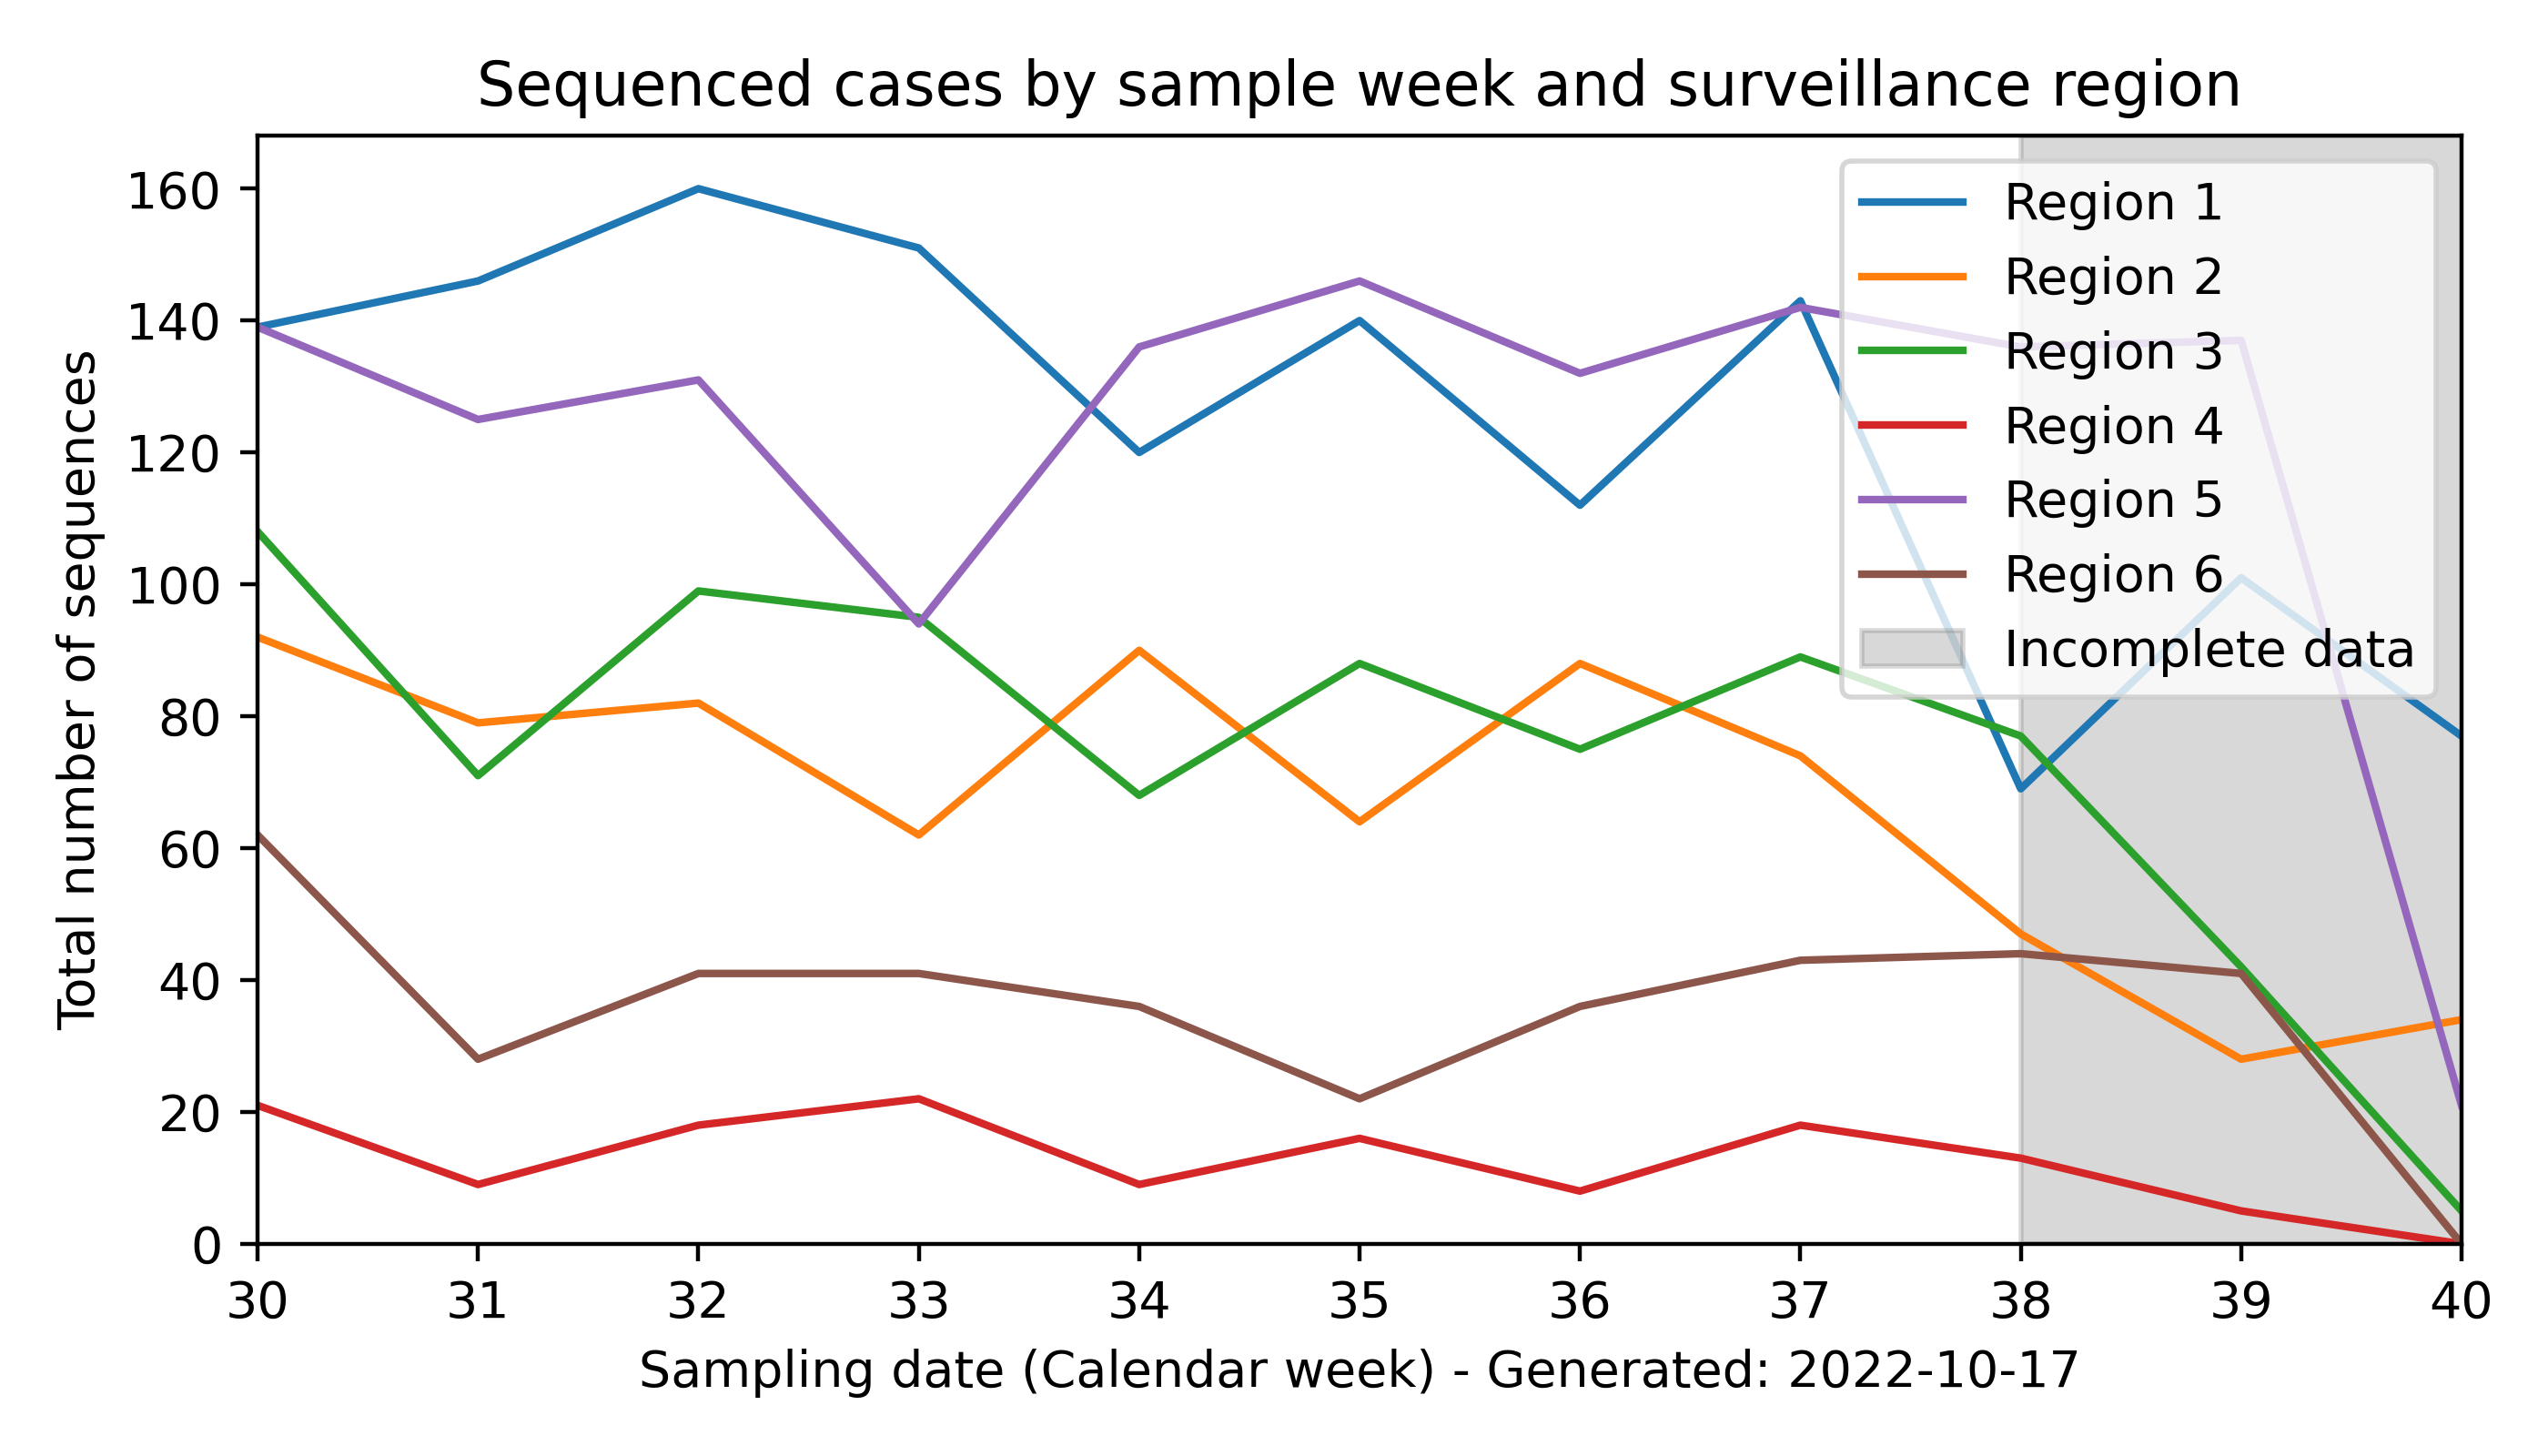 Sequenced cases by sample week and surveillance region
Total number of sequences
160
140
120
100
80
60
40
20
0
Region 1
Region 2
Region 3
Region 4
Region 5
Region 6
Incomplete data
30 31 32 33 34 35 36 37 38 39 40
Sampling date (Calendar week) - Generated: 2022-10-17